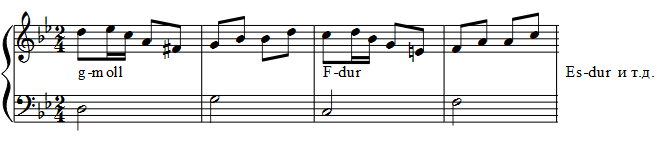 g-moll F-dur Es-dur и т.д.